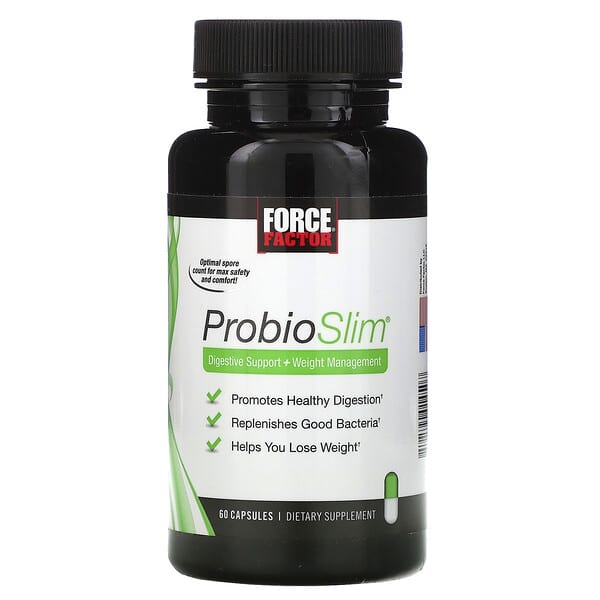 FORCE
FACTOR
Optimal spore
count for max safety
and comfort!
ProbioSlim®
Digestive Support + Weight Management
Promotes Healthy Digestion†
Replenishes Good Bacteria†
Helps You Lose Weight†
60 CAPSULES | DIETARY SUPPLEMENT